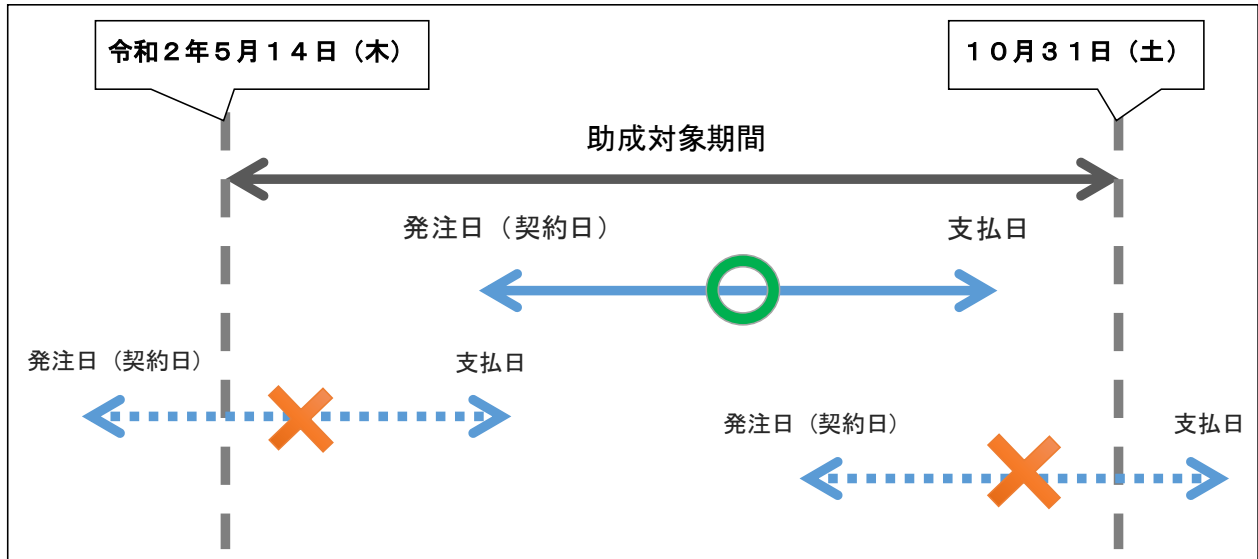 令和２年５月１４日（木）
１０月３１日（土）
助成対象期間
発注日（契約日）
支払日
発注日（契約日）
支払日
発注日（契約日）
支払日